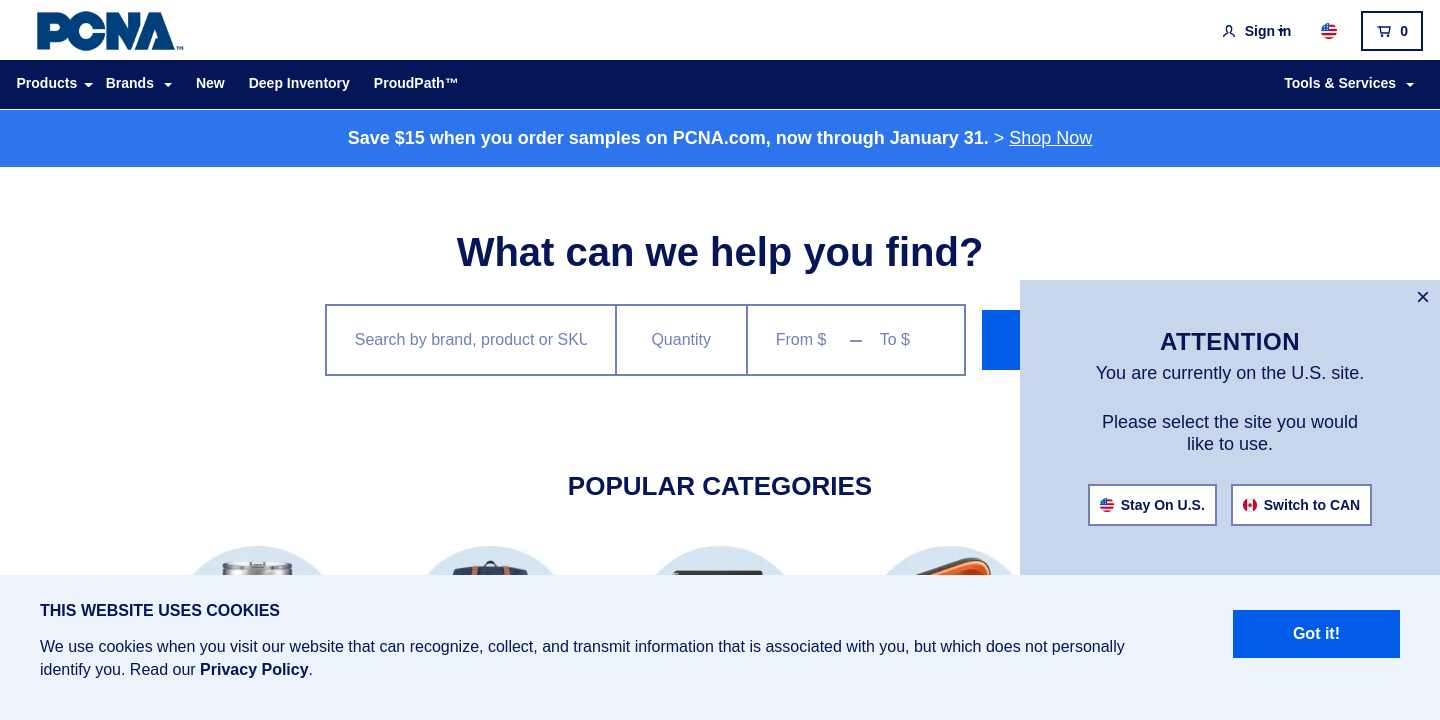 PCNA™
Sign in
0
Products Brands New Deep Inventory ProudPath™ Tools & Services
Save $15 when you order samples on PCNA.com, now through January 31. > Shop Now
What can we help you find?
Search by brand, product or SKU
Quantity
From $ – To $
×
ATTENTION
You are currently on the U.S. site.
Please select the site you would
like to use.
Stay On U.S. Switch to CAN
POPULAR CATEGORIES
THIS WEBSITE USES COOKIES
We use cookies when you visit our website that can recognize, collect, and transmit information that is associated with you, but which does not personally
identify you. Read our Privacy Policy.
Got it!